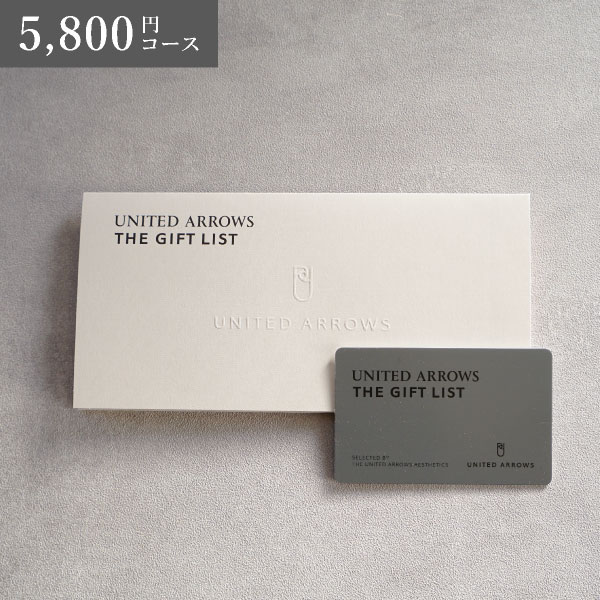 5,800円コース
UNITED ARROWS
THE GIFT LIST
UNITED ARROWS
UNITED ARROWS
THE GIFT LIST
SELECTED BY
THE UNITED ARROWS AESTHETICS
UNITED ARROWS